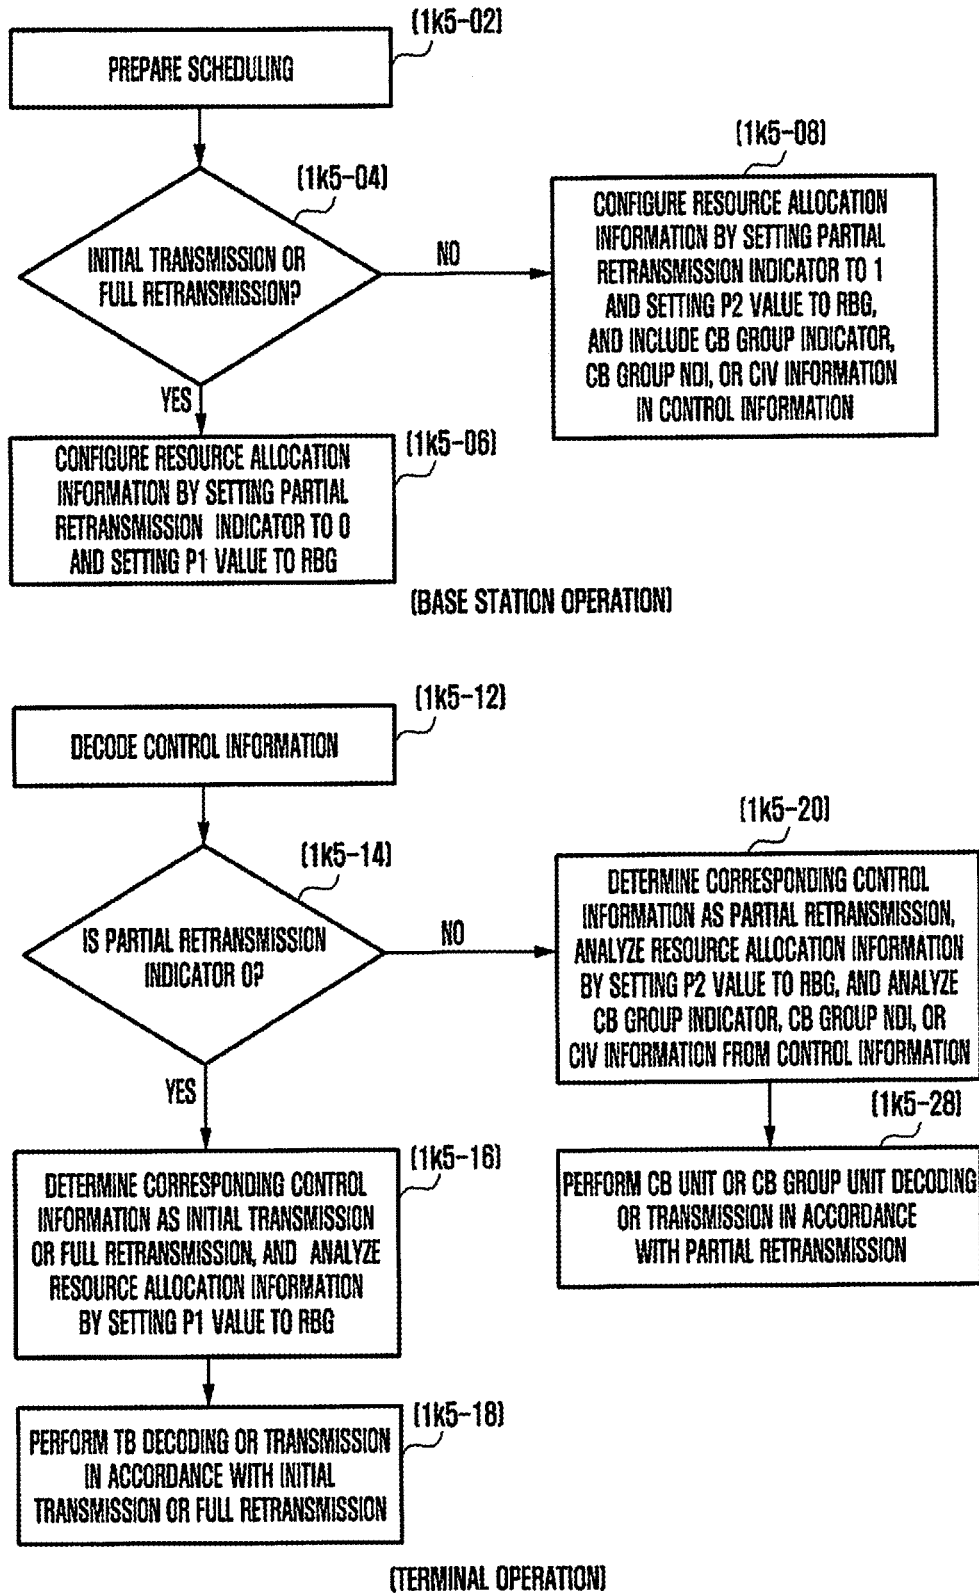 (1k5-02)
PREPARE SCHEDULING
(1k5-04)
INITIAL TRANSMISSION OR
FULL RETRANSMISSION?
NO
YES
(1k5-08)
CONFIGURE RESOURCE ALLOCATION
INFORMATION BY SETTING PARTIAL
RETRANSMISSION INDICATOR TO 1
AND SETTING P2 VALUE TO RBG,
AND INCLUDE CB GROUP INDICATOR,
CB GROUP NDI, OR CIV INFORMATION
IN CONTROL INFORMATION
(1k5-06)
CONFIGURE RESOURCE ALLOCATION
INFORMATION BY SETTING PARTIAL
RETRANSMISSION INDICATOR TO 0
AND SETTING P1 VALUE TO RBG
(BASE STATION OPERATION)
(1k5-12)
DECODE CONTROL INFORMATION
(1k5-14)
IS PARTIAL RETRANSMISSION
INDICATOR 0?
NO
YES
(1k5-20)
DETERMINE CORRESPONDING CONTROL
INFORMATION AS PARTIAL RETRANSMISSION,
ANALYZE RESOURCE ALLOCATION INFORMATION
BY SETTING P2 VALUE TO RBG, AND ANALYZE
CB GROUP INDICATOR, CB GROUP NDI, OR
CIV INFORMATION FROM CONTROL INFORMATION
(1k5-28)
PERFORM CB UNIT OR CB GROUP UNIT DECODING
OR TRANSMISSION IN ACCORDANCE
WITH PARTIAL RETRANSMISSION
(1k5-16)
DETERMINE CORRESPONDING CONTROL
INFORMATION AS INITIAL TRANSMISSION
OR FULL RETRANSMISSION, AND ANALYZE
RESOURCE ALLOCATION INFORMATION
BY SETTING P1 VALUE TO RBG
(1k5-18)
PERFORM TB DECODING OR TRANSMISSION
IN ACCORDANCE WITH INITIAL
TRANSMISSION OR FULL RETRANSMISSION
(TERMINAL OPERATION)